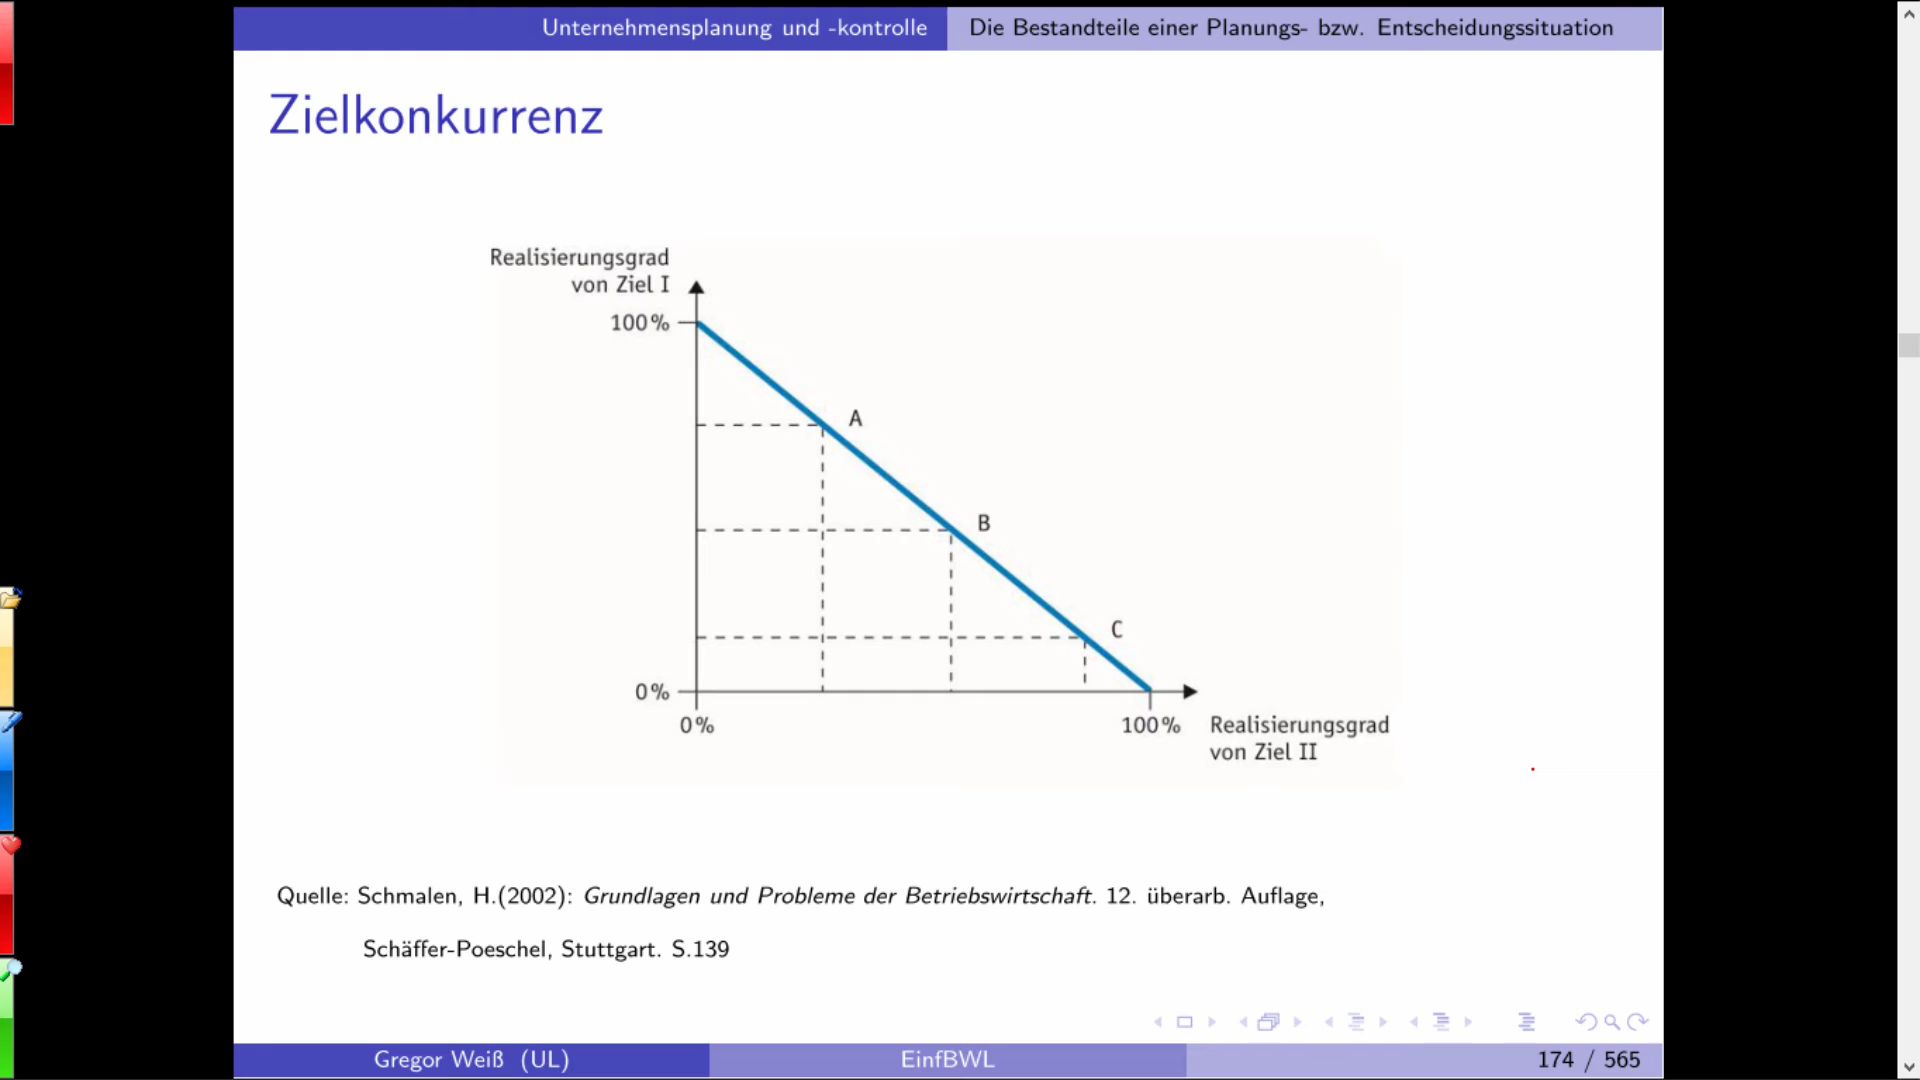 Unternehmensplanung und -kontrolle
Die Bestandteile einer Planungs- bzw. Entscheidungssituation
Zielkonkurrenz
Realisierungsgrad
von Ziel I
100%
A
B
C
0%
0%
100%
Realisierungsgrad
von Ziel II
Quelle: Schmalen, H.(2002): Grundlagen und Probleme der Betriebswirtschaft. 12. überarb. Auflage,
Schäffer-Poeschel, Stuttgart. S.139
Gregor Weiß (UL)
EinfBWL
174 / 565